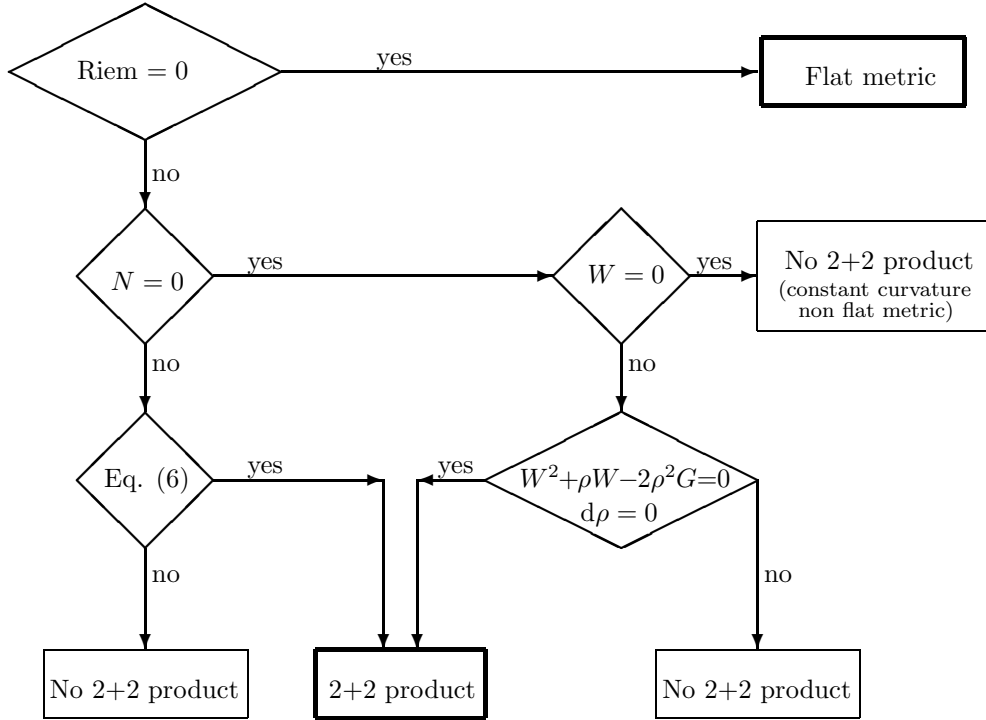 Riem = 0
yes
Flat metric
no
N = 0
yes
W = 0
yes
No 2+2 product
(constant curvature
non flat metric)
no
no
Eq. (6)
yes
yes
W²+ρW−2ρ²G=0
dρ = 0
no
no
No 2+2 product
2+2 product
No 2+2 product